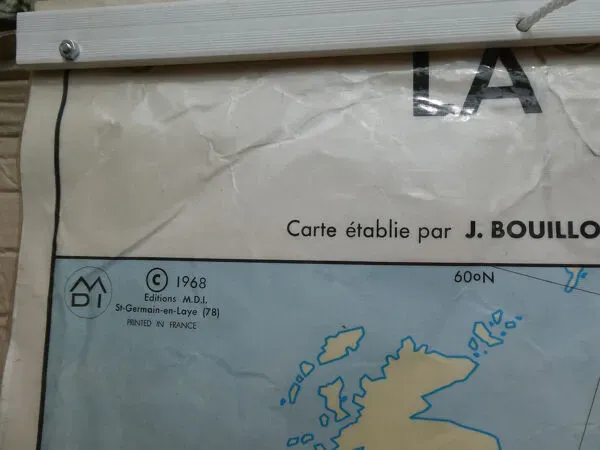 LA
Carte établie par J. BOUILLO
MDI
© 1968
Editions M.D.I.
St-Germain-en-Laye (78)
PRINTED IN FRANCE
60oN